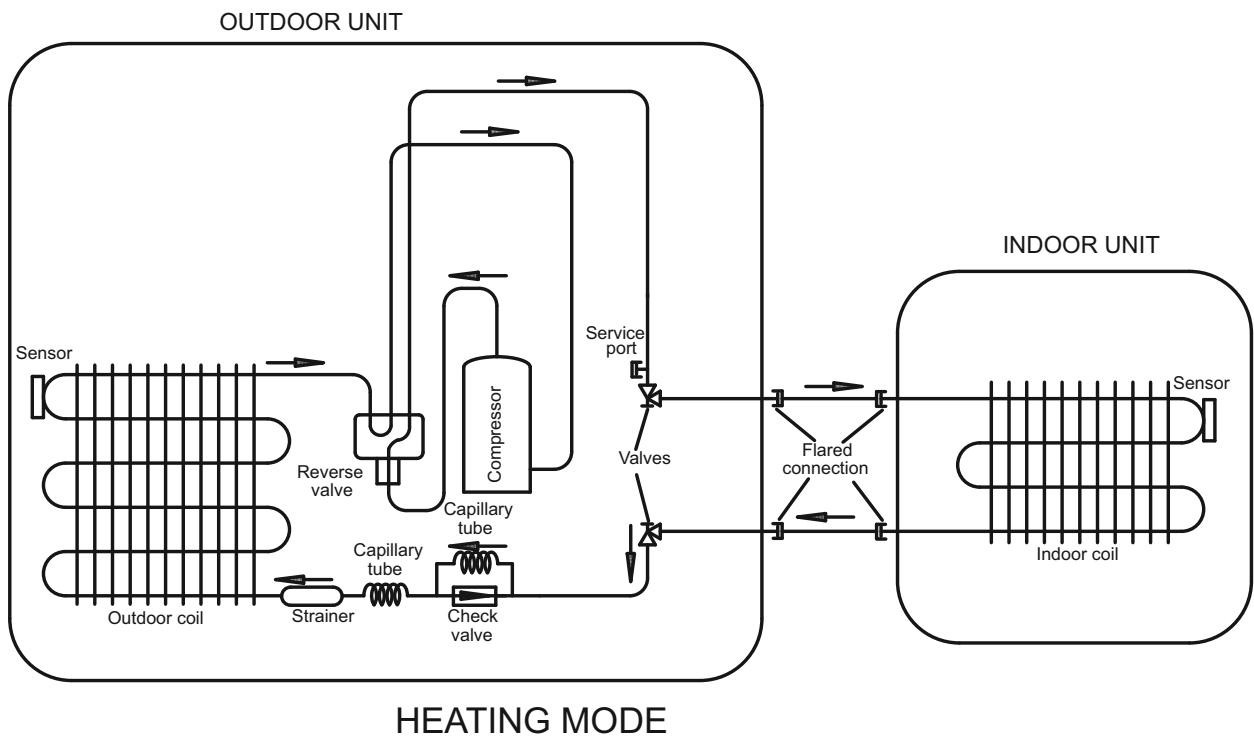 OUTDOOR UNIT
INDOOR UNIT
Sensor
Service
port
Sensor
Compressor
Reverse
valve
Valves
Flared
connection
Capillary
tube
Capillary
tube
Indoor coil
Outdoor coil
Strainer
Check
valve
HEATING MODE